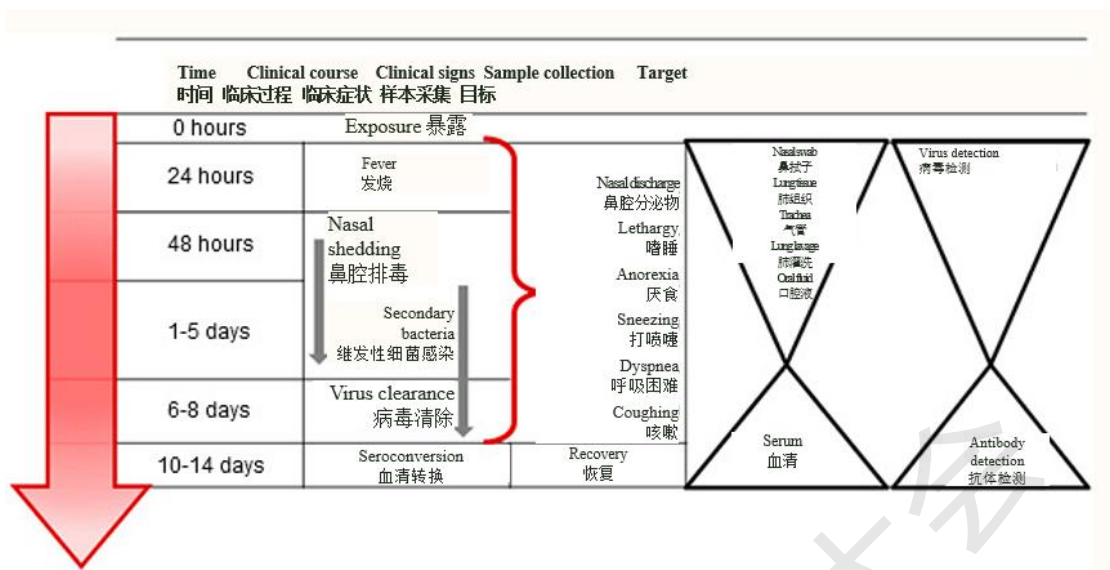 Time Clinical course Clinical signs Sample collection Target
时间 临床过程 临床症状 样本采集 目标
0 hours
Exposure 暴露
24 hours
Fever
发烧
48 hours
Nasal
shedding
鼻腔排毒
1-5 days
Secondary
bacteria
继发性细菌感染
6-8 days
Virus clearance
病毒清除
10-14 days
Seroconversion
血清转换
Nasal discharge
鼻腔分泌物
Lethargy
嗜睡
Anorexia
厌食
Sneezing
打喷嚏
Dyspnea
呼吸困难
Coughing
咳嗽
Recovery
恢复
Nasal swab
鼻拭子
Lung tissue
肺组织
Trachea
气管
Lung lavage
肺灌洗
Oral fluid
口腔液
Serum
血清
Virus detection
病毒检测
Antibody
detection
抗体检测
大会